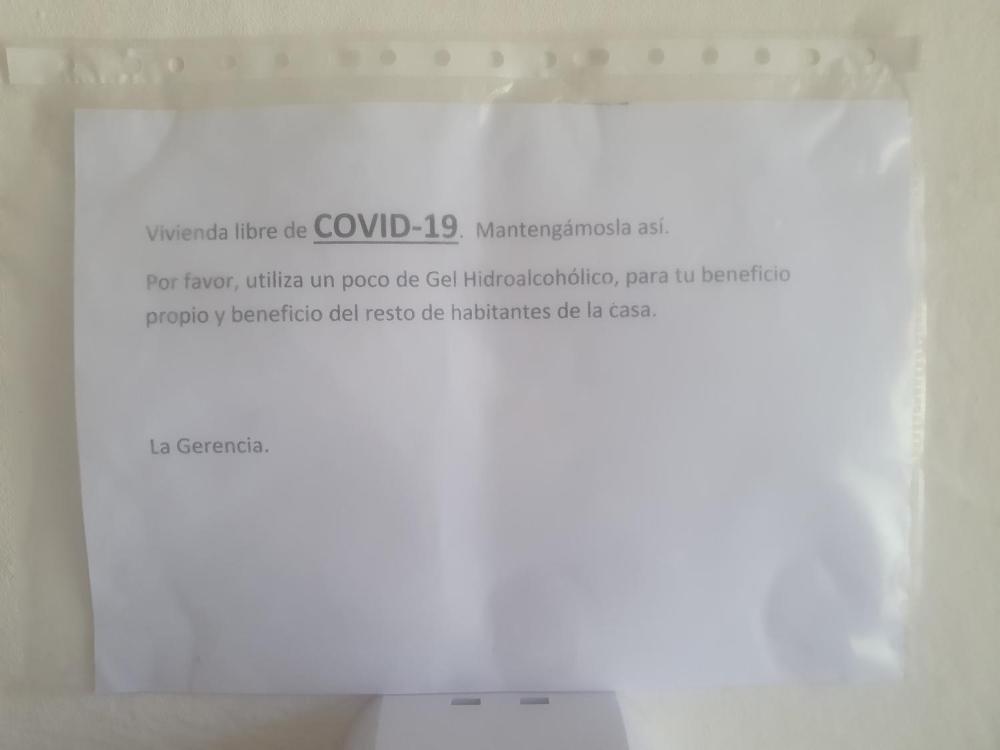 Vivienda libre de COVID-19. Mantengámosla así.
Por favor, utiliza un poco de Gel Hidroalcohólico, para tu beneficio
propio y beneficio del resto de habitantes de la casa.
La Gerencia.